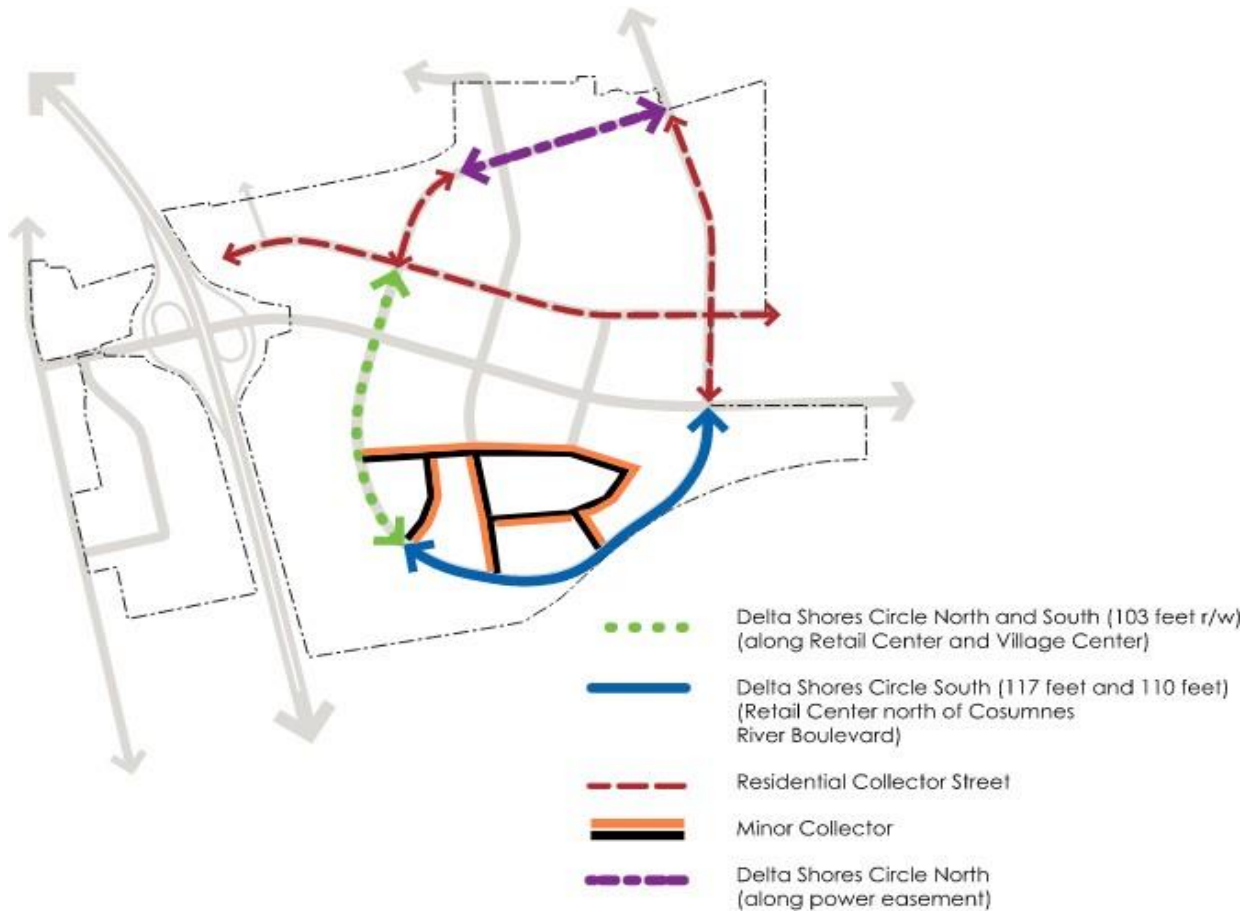 Delta Shores Circle North and South (103 feet r/w)
(along Retail Center and Village Center)
Delta Shores Circle South (117 feet and 110 feet)
(Retail Center north of Cosumnes
River Boulevard)
Residential Collector Street
Minor Collector
Delta Shores Circle North
(along power easement)